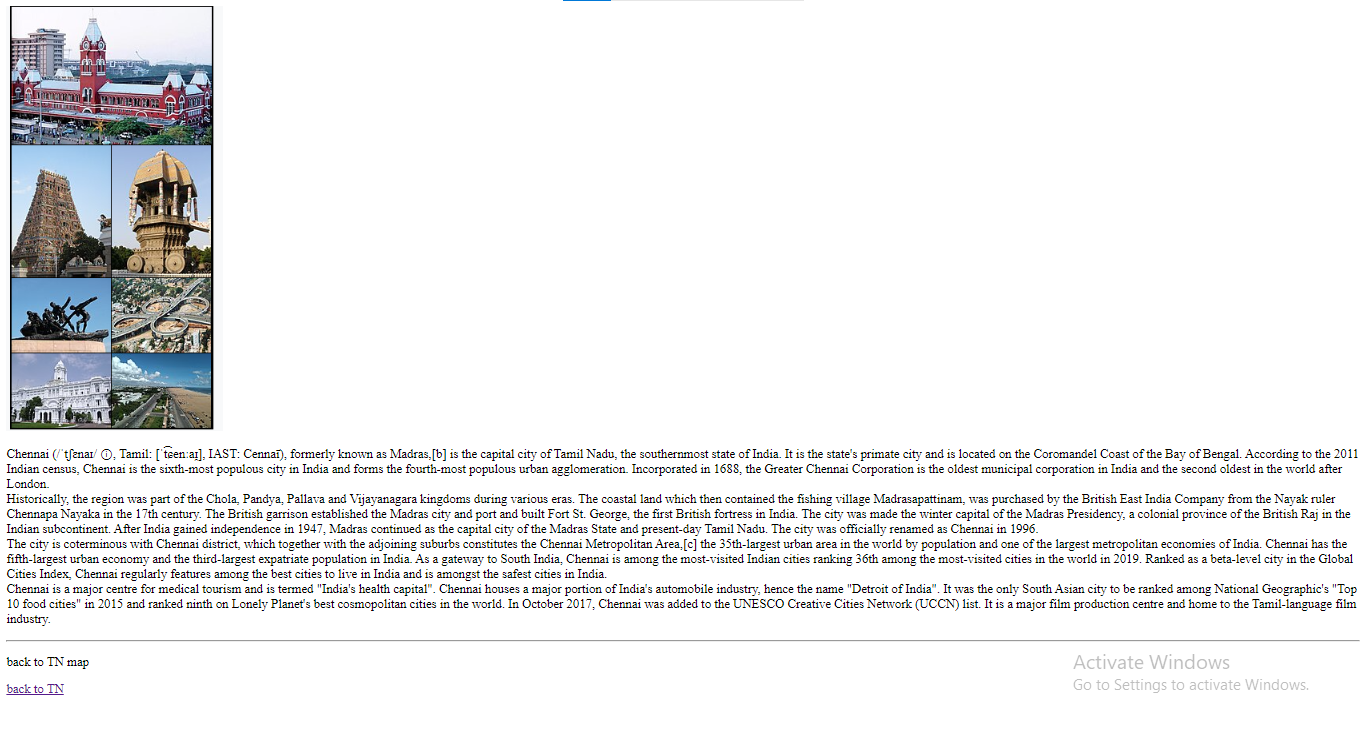 Chennai (/ˈtʃɛnaɪ/ ⓘ, Tamil: [ˈt͡ɕeːn:aɪ̯], IAST: Cennaī), formerly known as Madras,[b] is the capital city of Tamil Nadu, the southernmost state of India. It is the state's primate city and is located on the Coromandel Coast of the Bay of Bengal. According to the 2011
Indian census, Chennai is the sixth-most populous city in India and forms the fourth-most populous urban agglomeration. Incorporated in 1688, the Greater Chennai Corporation is the oldest municipal corporation in India and the second oldest in the world after
London.
Historically, the region was part of the Chola, Pandya, Pallava and Vijayanagara kingdoms during various eras. The coastal land which then contained the fishing village Madrasapattinam, was purchased by the British East India Company from the Nayak ruler
Chennapa Nayaka in the 17th century. The British garrison established the Madras city and port and built Fort St. George, the first British fortress in India. The city was made the winter capital of the Madras Presidency, a colonial province of the British Raj in the
Indian subcontinent. After India gained independence in 1947, Madras continued as the capital city of the Madras State and present-day Tamil Nadu. The city was officially renamed as Chennai in 1996.
The city is coterminous with Chennai district, which together with the adjoining suburbs constitutes the Chennai Metropolitan Area,[c] the 35th-largest urban area in the world by population and one of the largest metropolitan economies of India. Chennai has the
fifth-largest urban economy and the third-largest expatriate population in India. As a gateway to South India, Chennai is among the most-visited Indian cities ranking 36th among the most-visited cities in the world in 2019. Ranked as a beta-level city in the Global
Cities Index, Chennai regularly features among the best cities to live in India and is amongst the safest cities in India.
Chennai is a major centre for medical tourism and is termed "India's health capital". Chennai houses a major portion of India's automobile industry, hence the name "Detroit of India". It was the only South Asian city to be ranked among National Geographic's "Top
10 food cities" in 2015 and ranked ninth on Lonely Planet's best cosmopolitan cities in the world. In October 2017, Chennai was added to the UNESCO Creative Cities Network (UCCN) list. It is a major film production centre and home to the Tamil-language film
industry.
back to TN map
back to TN
Activate Windows
Go to Settings to activate Windows.